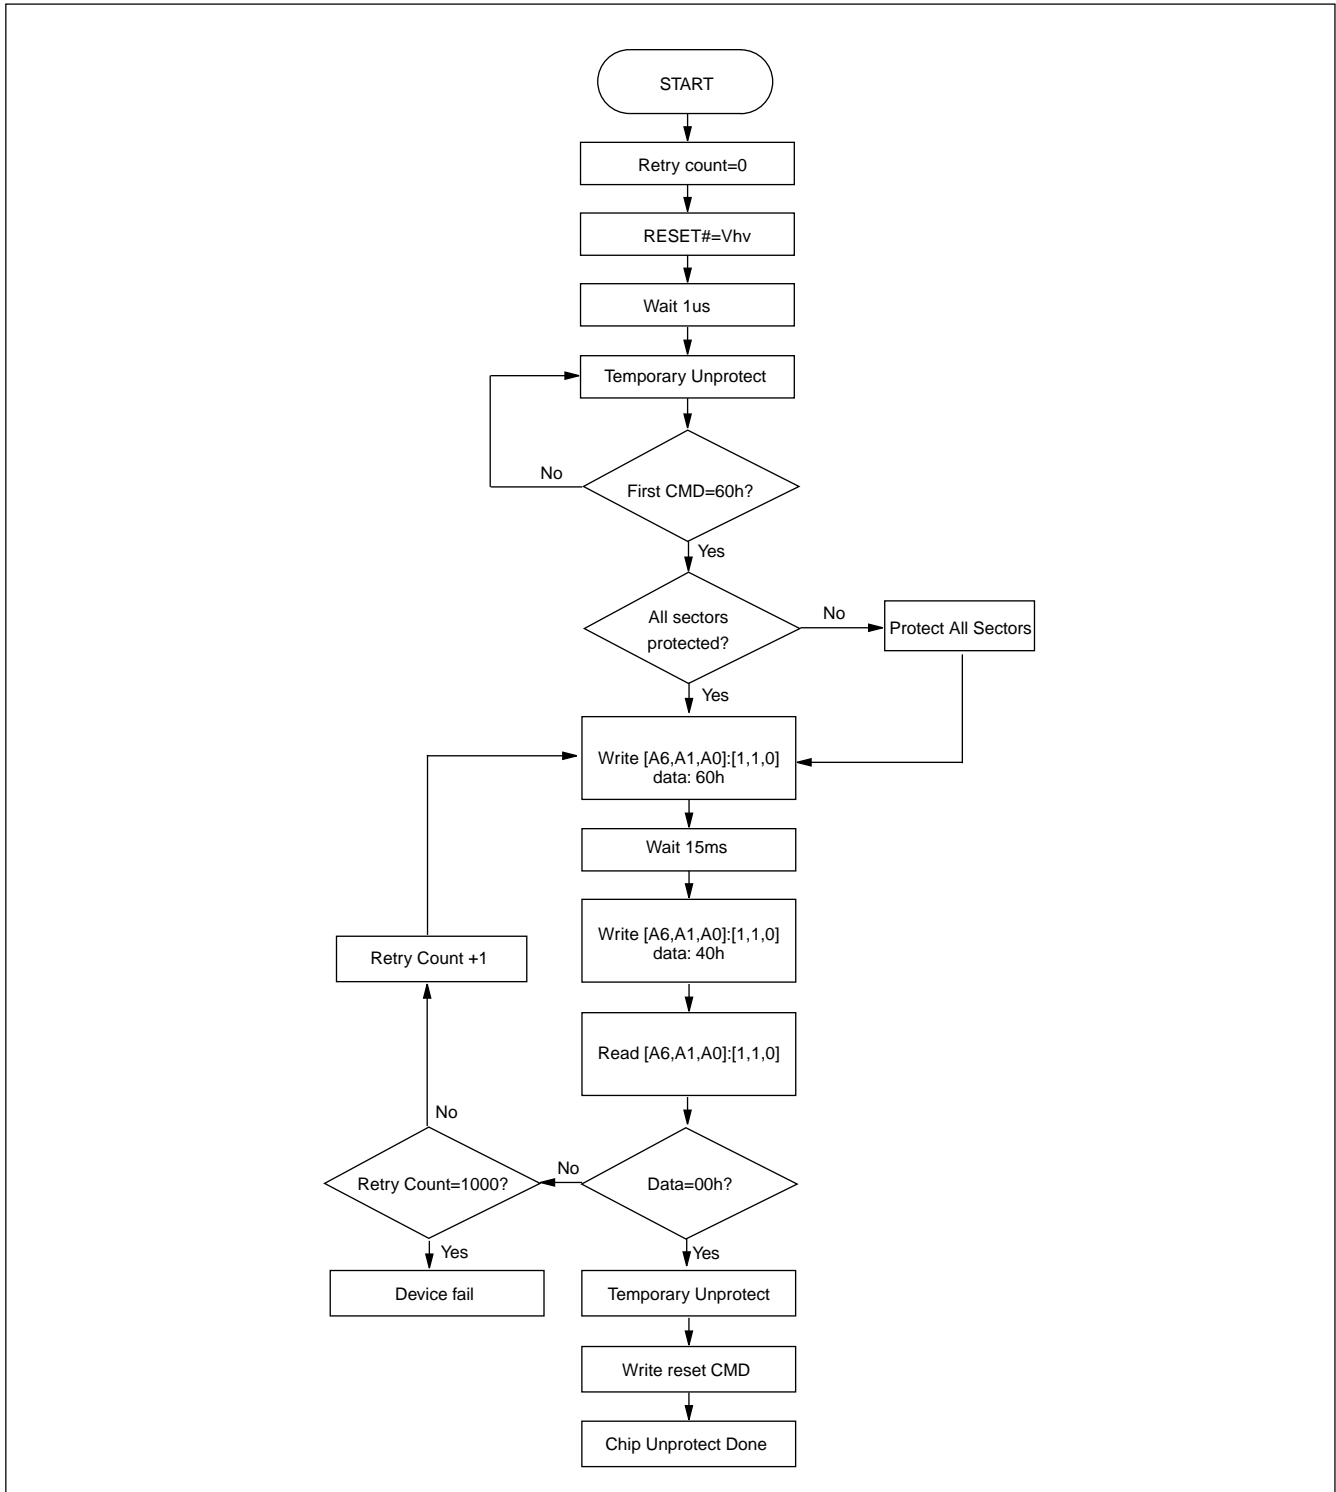 START
Retry count=0
RESET#=Vhv
Wait 1us
Temporary Unprotect
No
First CMD=60h?
Yes
All sectors
protected?
No
Protect All Sectors
Yes
Write [A6,A1,A0]:[1,1,0]
data: 60h
Wait 15ms
Write [A6,A1,A0]:[1,1,0]
data: 40h
Retry Count +1
Read [A6,A1,A0]:[1,1,0]
No
Retry Count=1000?
No
Data=00h?
Yes
Yes
Device fail
Temporary Unprotect
Write reset CMD
Chip Unprotect Done